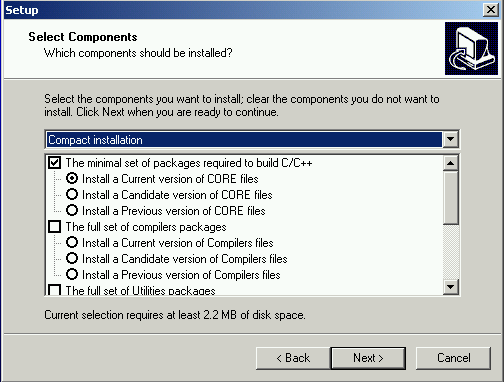 Setup
Select Components
Which components should be installed?
Select the components you want to install; clear the components you do not want to
install. Click Next when you are ready to continue.
Compact installation
The minimal set of packages required to build C/C++
Install a Current version of CORE files
Install a Candidate version of CORE files
Install a Previous version of CORE files
The full set of compilers packages
Install a Current version of Compilers files
Install a Candidate version of Compilers files
Install a Previous version of Compilers files
The full set of Utilities packages
Current selection requires at least 2.2 MB of disk space.
< Back
Next >
Cancel